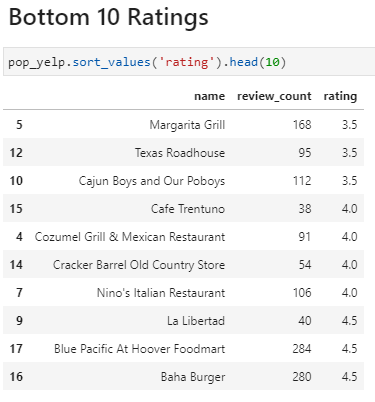 Bottom 10 Ratings
pop_yelp.sort_values('rating').head(10)
name review_count rating
5 Margarita Grill 168 3.5
12 Texas Roadhouse 95 3.5
10 Cajun Boys and Our Poboys 112 3.5
15 Cafe Trentuno 38 4.0
4 Cozumel Grill & Mexican Restaurant 91 4.0
14 Cracker Barrel Old Country Store 54 4.0
7 Nino's Italian Restaurant 106 4.0
9 La Libertad 40 4.5
17 Blue Pacific At Hoover Foodmart 284 4.5
16 Baha Burger 280 4.5